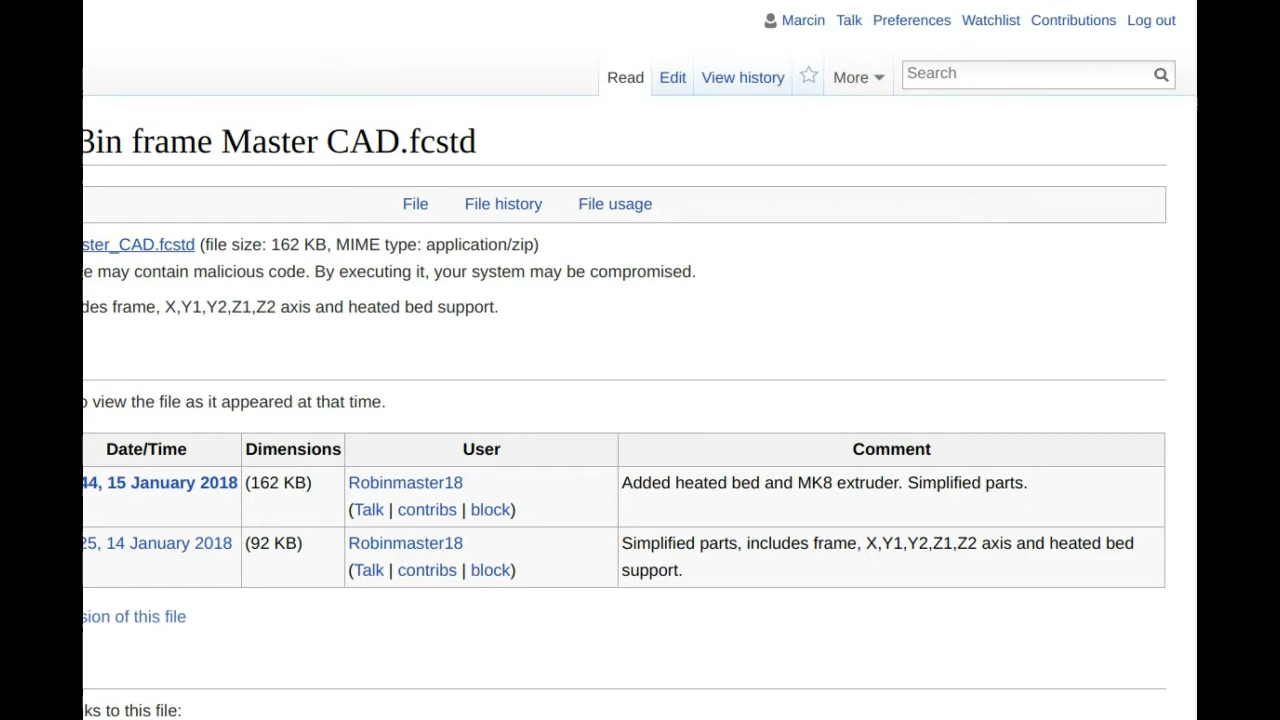 Marcin Talk Preferences Watchlist Contributions Log out
Read Edit View history More Search
3in frame Master CAD.fcstd
File File history File usage
ster_CAD.fcstd (file size: 162 KB, MIME type: application/zip)
e may contain malicious code. By executing it, your system may be compromised.
des frame, X,Y1,Y2,Z1,Z2 axis and heated bed support.
o view the file as it appeared at that time.
Date/Time Dimensions User Comment
44, 15 January 2018 (162 KB) Robinmaster18 Added heated bed and MK8 extruder. Simplified parts.
(Talk | contribs | block)
25, 14 January 2018 (92 KB) Robinmaster18 Simplified parts, includes frame, X,Y1,Y2,Z1,Z2 axis and heated bed
(Talk | contribs | block) support.
sion of this file
ks to this file: